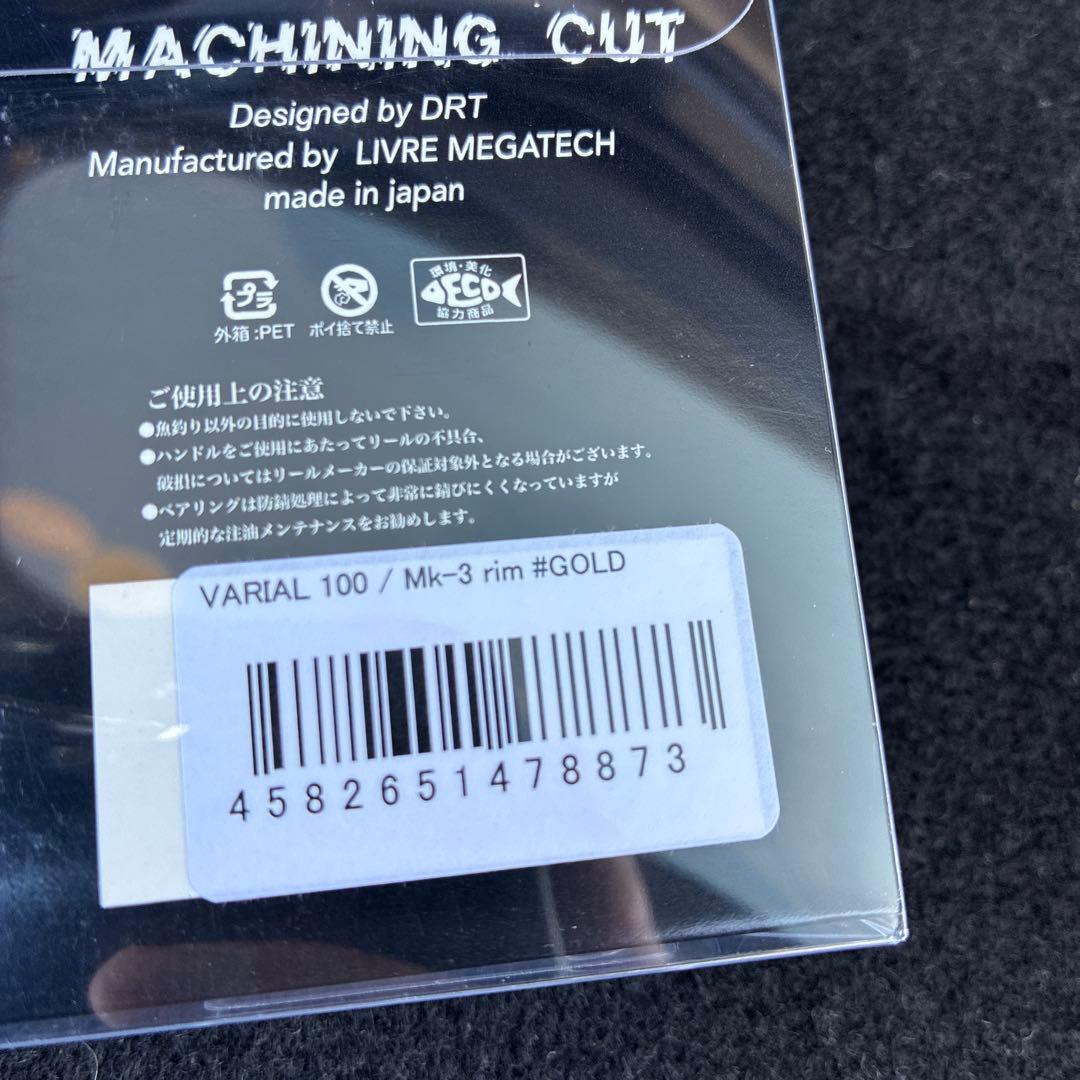 MACHINING CUT
Designed by DRT
Manufactured by LIVRE MEGATECH
made in japan
プラ
外箱:PET
ポイ捨て禁止
環境・美化
ECO
協力商品
ご使用上の注意
●魚釣り以外の目的に使用しないで下さい。
●ハンドルをご使用にあたってリールの不具合、
破損についてはリールメーカーの保証対象外となる場合がございます。
●ベアリングは防錆処理によって非常に錆びにくくなっていますが
定期的な注油メンテナンスをお勧めします。
VARIAL 100 / Mk-3 rim #GOLD
4582651478873